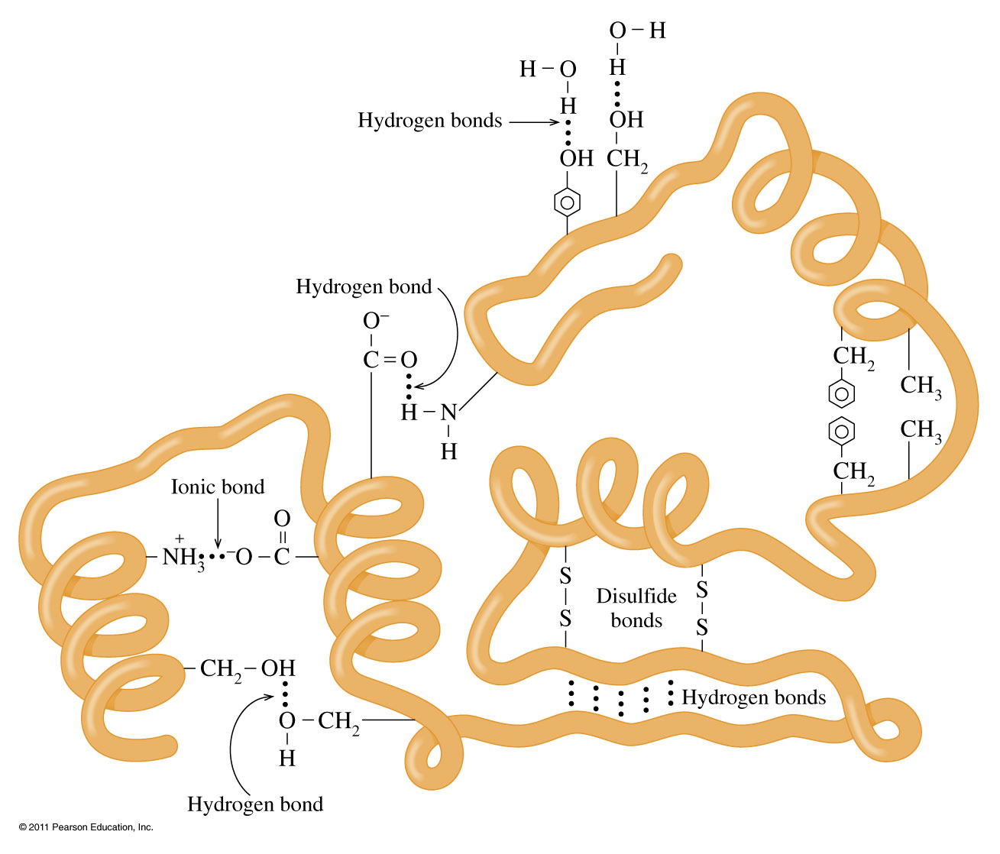 O – H
H
H – O
H
Hydrogen bonds
OH
OH
CH2
Hydrogen bond
O−
C = O
H – N
H
CH2
CH3
CH3
CH2
Ionic bond
O
+
NH3
−O – C
S
S
Disulfide
bonds
S
S
CH2 – OH
Hydrogen bonds
O – CH2
H
Hydrogen bond
© 2011 Pearson Education, Inc.